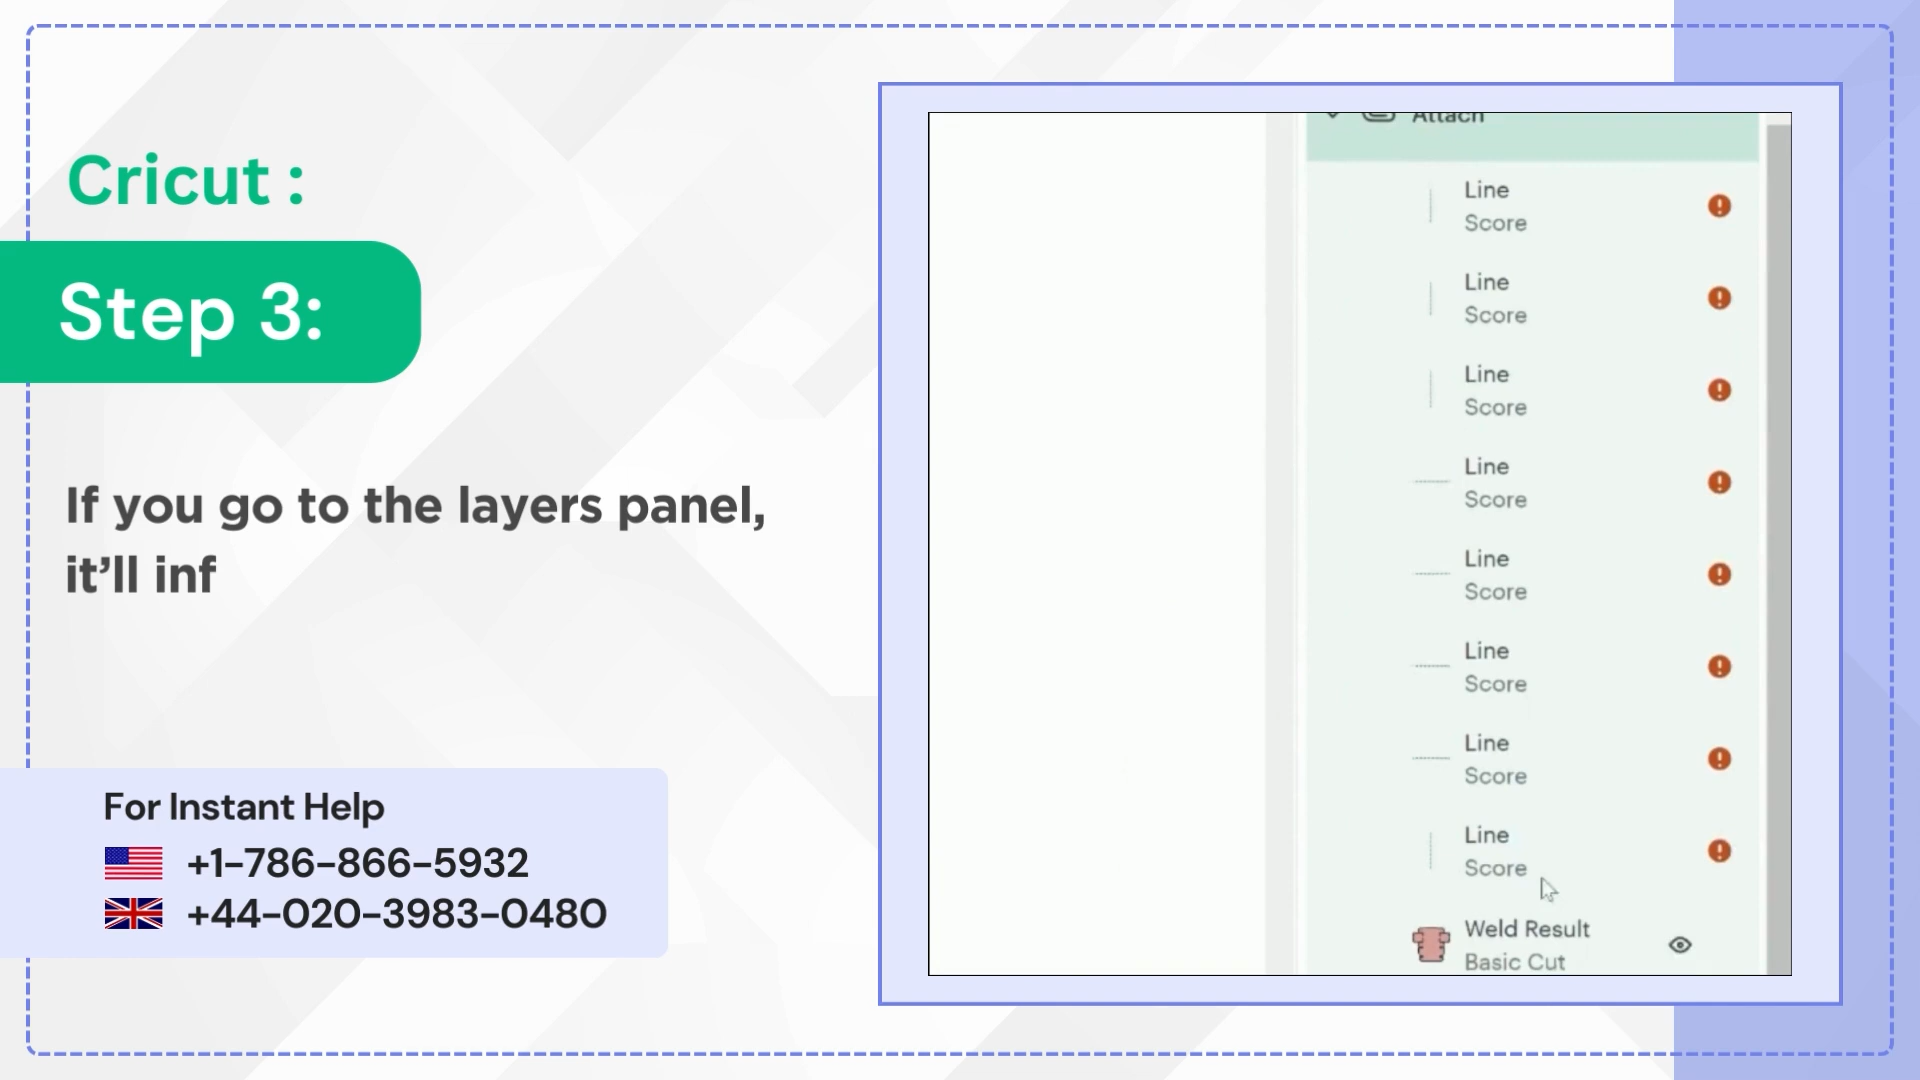 Cricut :
Step 3:
If you go to the layers panel,
it’ll inf
For Instant Help
+1-786-866-5932
+44-020-3983-0480
Attach
Line
Score
Line
Score
Line
Score
Line
Score
Line
Score
Line
Score
Line
Score
Line
Score
Weld Result
Basic Cut